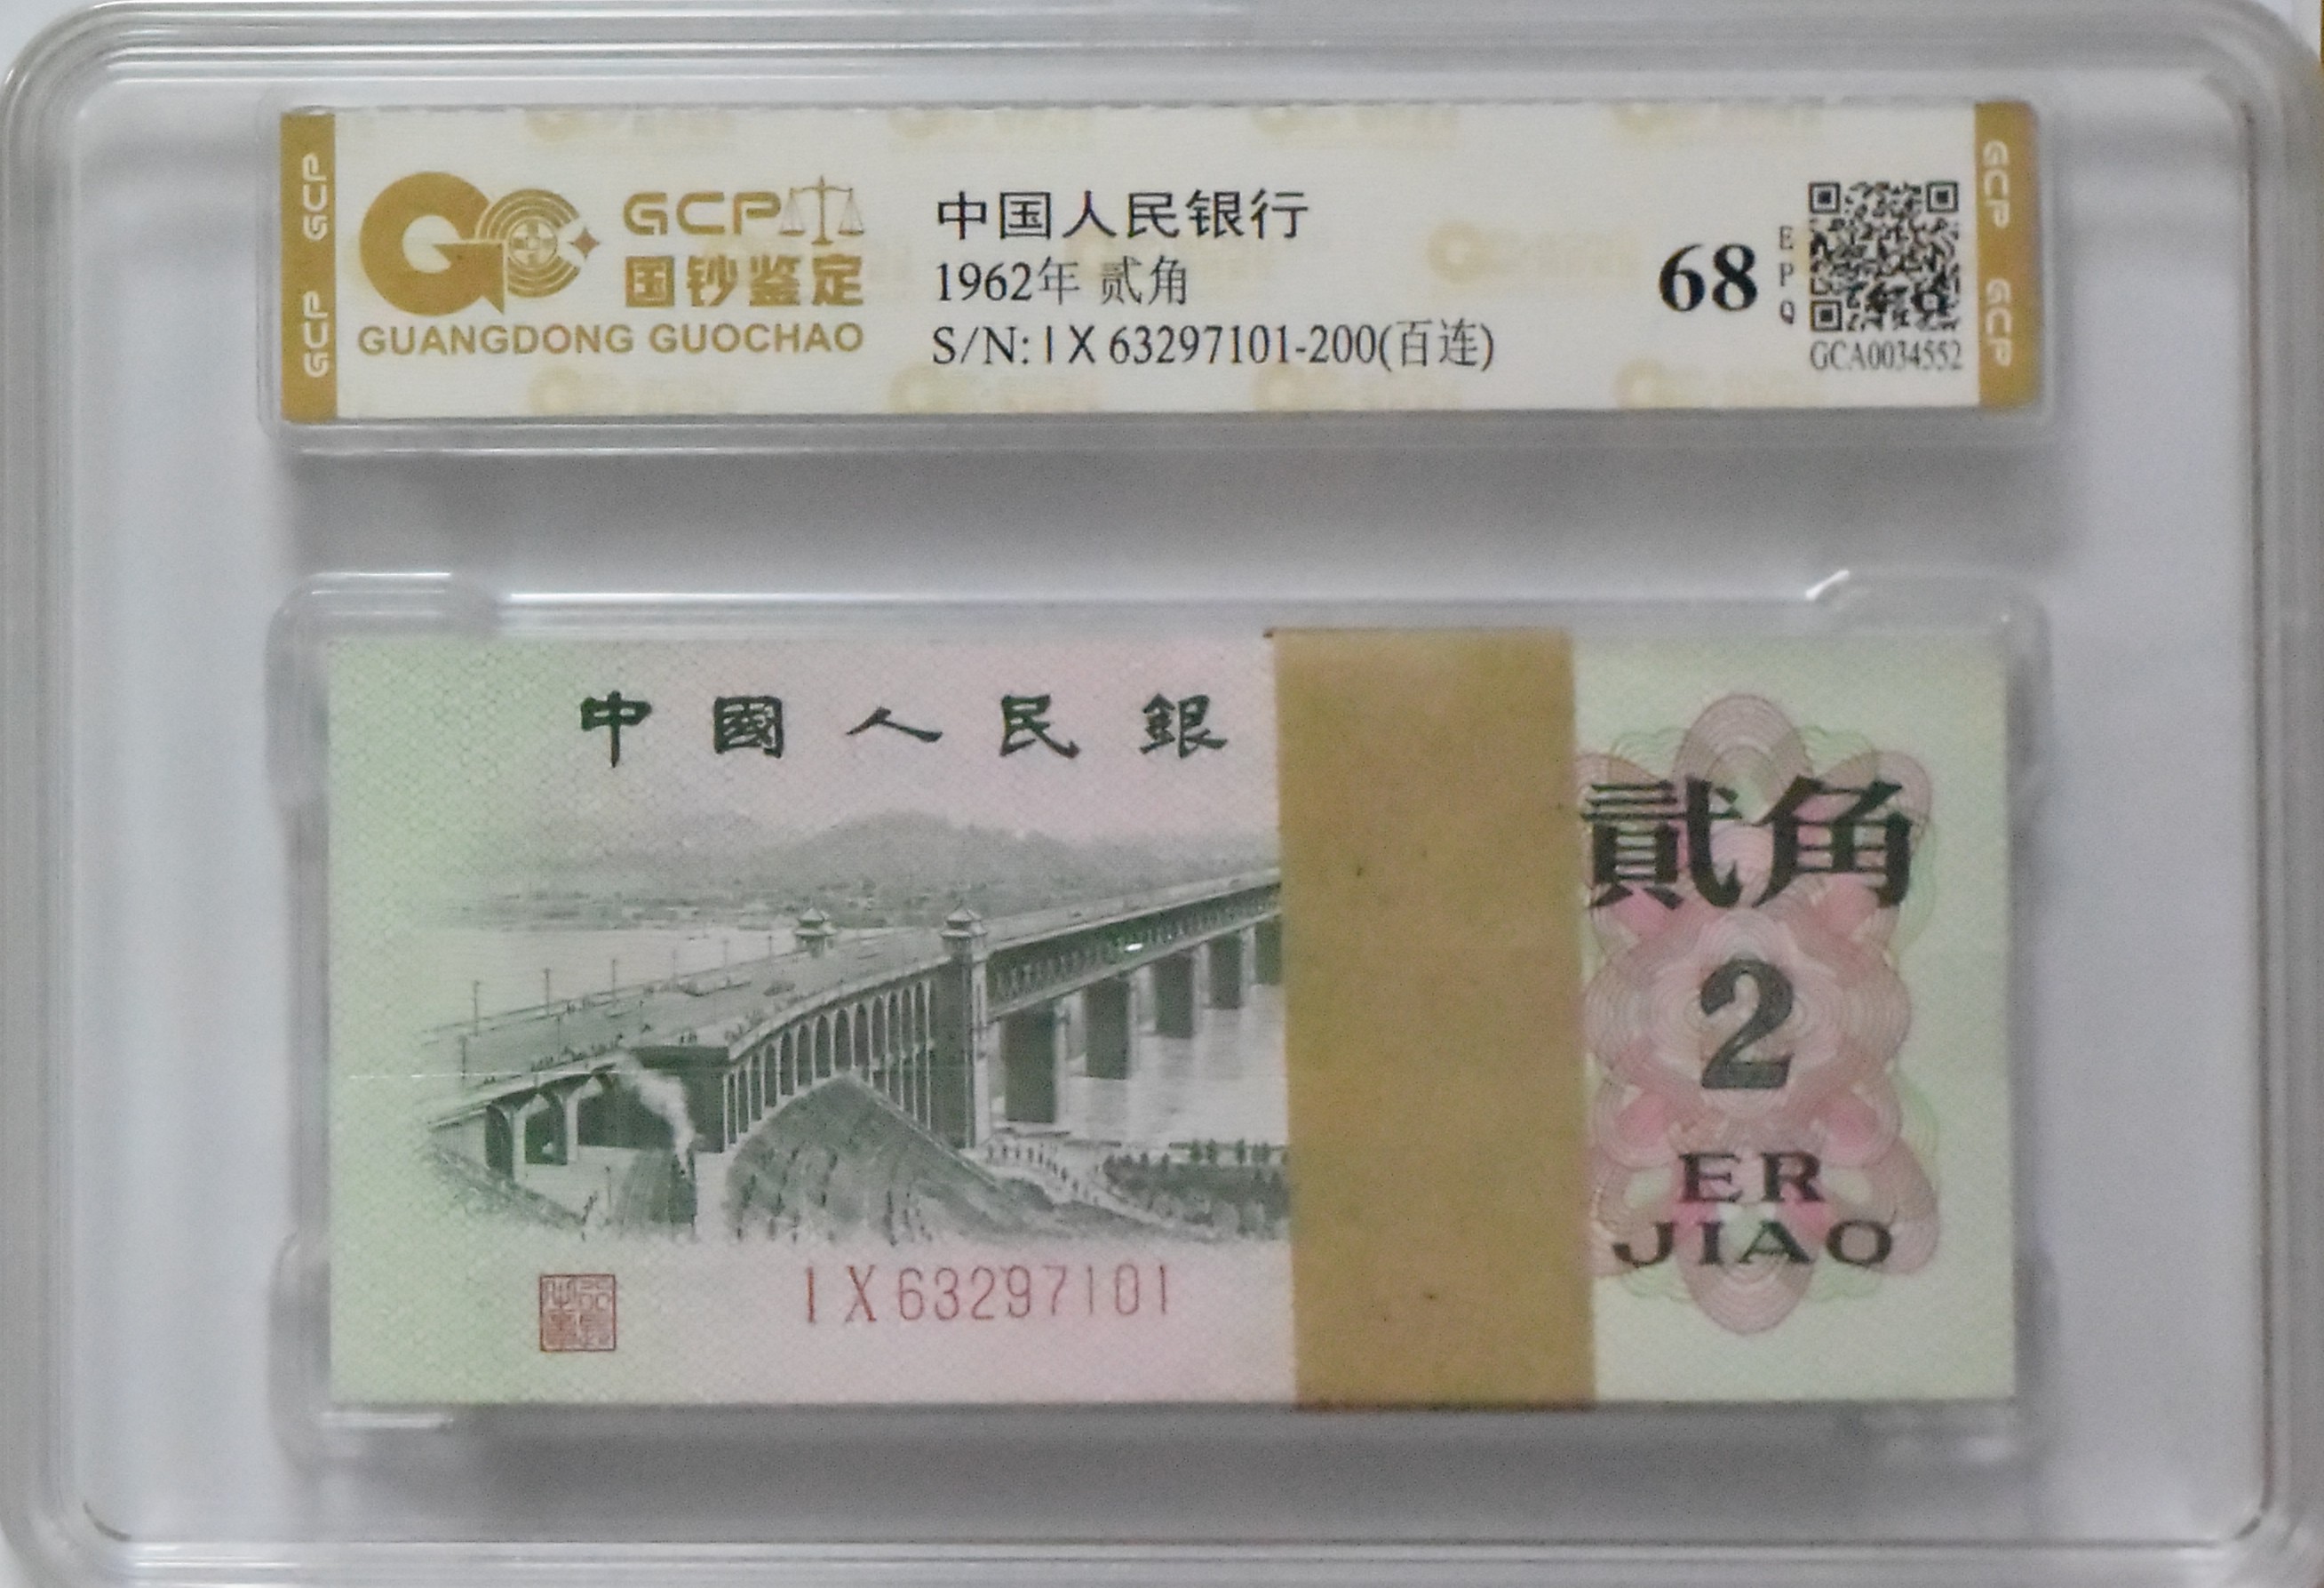 GCP
国钞鉴定
GUANGDONG GUOCHAO
GCP
GCP
中国人民银行
1962年 贰角
S/N: I X 63297101-200(百连)
68
EPQ
GCA0034552
GCP
GCP
中國人民銀
貳角
2
ER
JIAO
I X 63297101